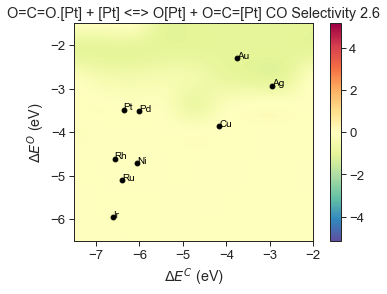 O=C=O.[Pt] + [Pt] <=> O[Pt] + O=C=[Pt] CO Selectivity 2.6
−2
−3
−4
−5
−6
ΔE^O (eV)
Au
Ag
Pt
Pd
Cu
Rh
Ni
Ru
Ir
−7
−6
−5
−4
−3
−2
ΔE^C (eV)
4
2
0
−2
−4